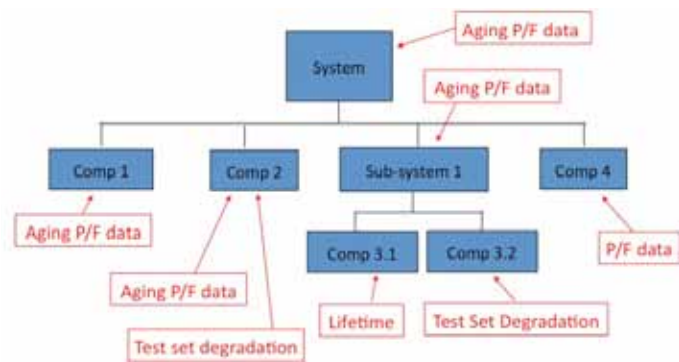 Aging P/F data
System
Aging P/F data
Comp 1
Comp 2
Sub-system 1
Comp 4
Aging P/F data
Comp 3.1
Comp 3.2
P/F data
Aging P/F data
Lifetime
Test Set Degradation
Test set degradation